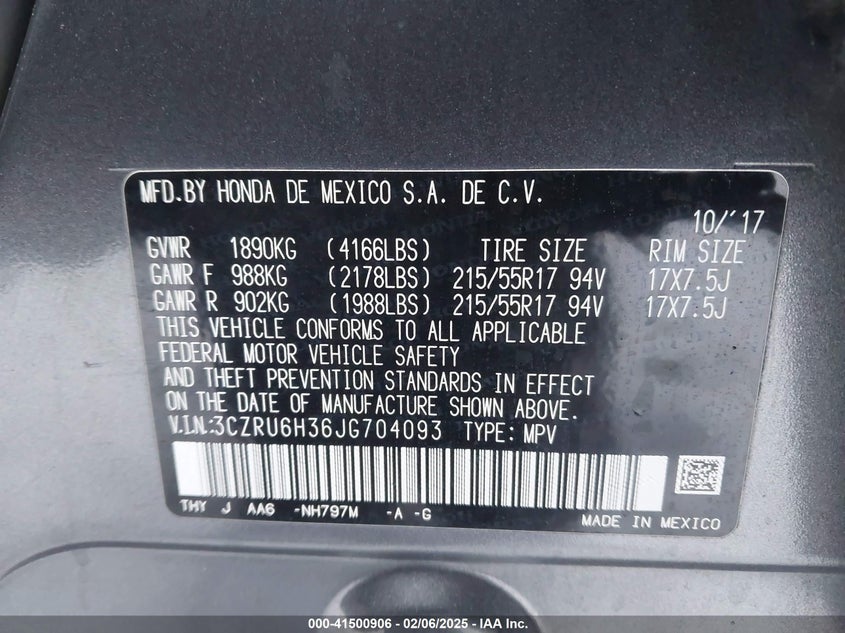 MFD.BY HONDA DE MEXICO S.A. DE C.V.
10/'17
GVWR 1890KG (4166LBS) TIRE SIZE RIM SIZE
GAWR F 988KG (2178LBS) 215/55R17 94V 17X7.5J
GAWR R 902KG (1988LBS) 215/55R17 94V 17X7.5J
THIS VEHICLE CONFORMS TO ALL APPLICABLE
FEDERAL MOTOR VEHICLE SAFETY
AND THEFT PREVENTION STANDARDS IN EFFECT
ON THE DATE OF MANUFACTURE SHOWN ABOVE.
V.I.N.:3CZRU6H36JG704093 TYPE: MPV
THY J AA6 -NH797M -A -G
MADE IN MEXICO
000-41500906 - 02/06/2025 - IAA Inc.